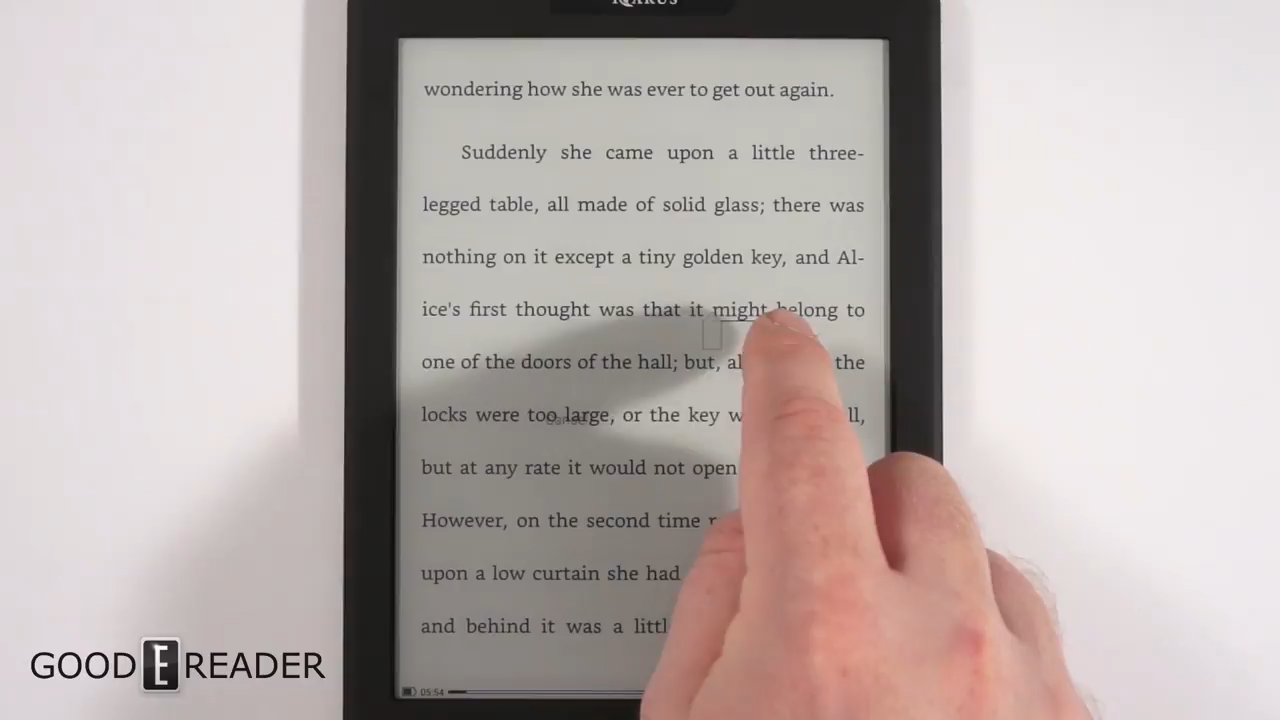 ICARUS
wondering how she was ever to get out again.
Suddenly she came upon a little three-
legged table, all made of solid glass; there was
nothing on it except a tiny golden key, and Al-
ice's first thought was that it might belong to
one of the doors of the hall; but, the
locks were too large, or the key
but at any rate it would not open
However, on the second time
upon a low curtain she had
and behind it was a
05:54
GOOD E READER